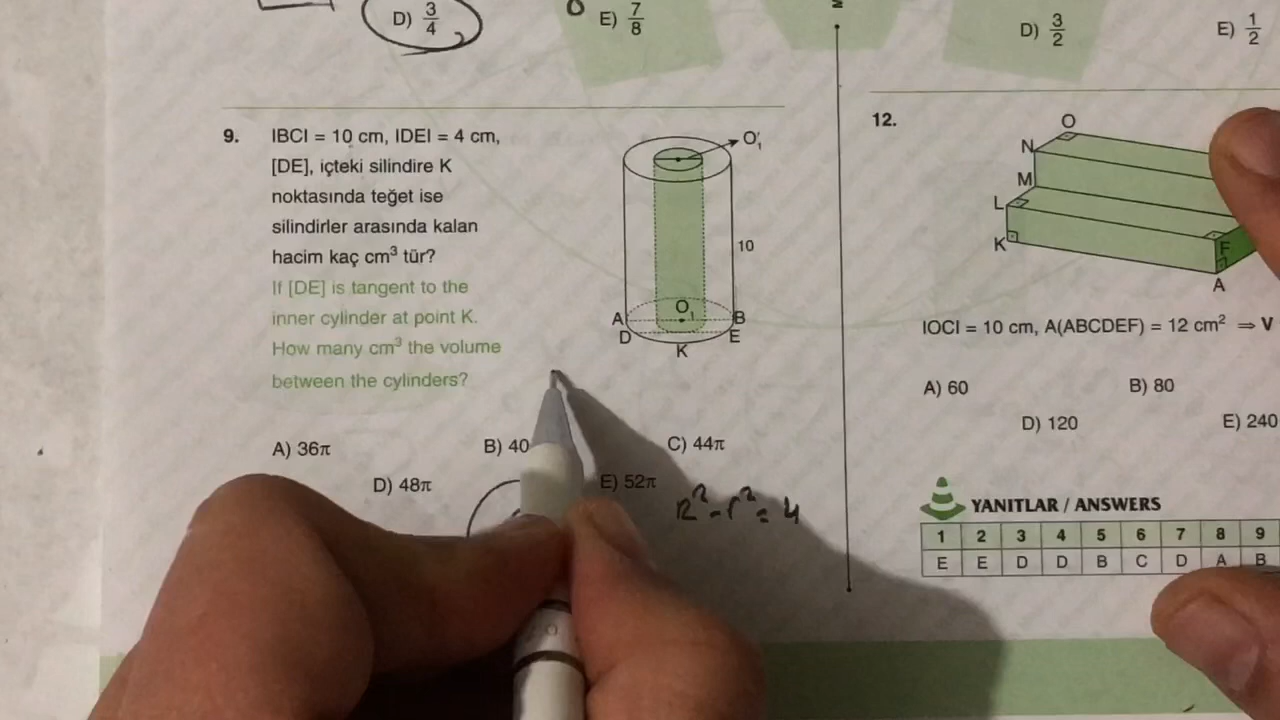 D) 3/4
E) 7/8
9. IBCI = 10 cm, IDEI = 4 cm,
[DE], içteki silindire K
noktasında teğet ise
silindirler arasında kalan
hacim kaç cm³ tür?
If [DE] is tangent to the
inner cylinder at point K.
How many cm³ the volume
between the cylinders?
O'₁
10
A
O₁
B
D
E
K
A) 36π
B) 40
C) 44π
D) 48π
E) 52π
R² - r² = 4
D) 3/2
E) 1/2
12.
O
N
M
L
K
F
A
IOCI = 10 cm, A(ABCDEF) = 12 cm² ⇒ V
A) 60
B) 80
D) 120
E) 240
YANITLAR / ANSWERS
1 2 3 4 5 6 7 8 9
E E D D B C D A B